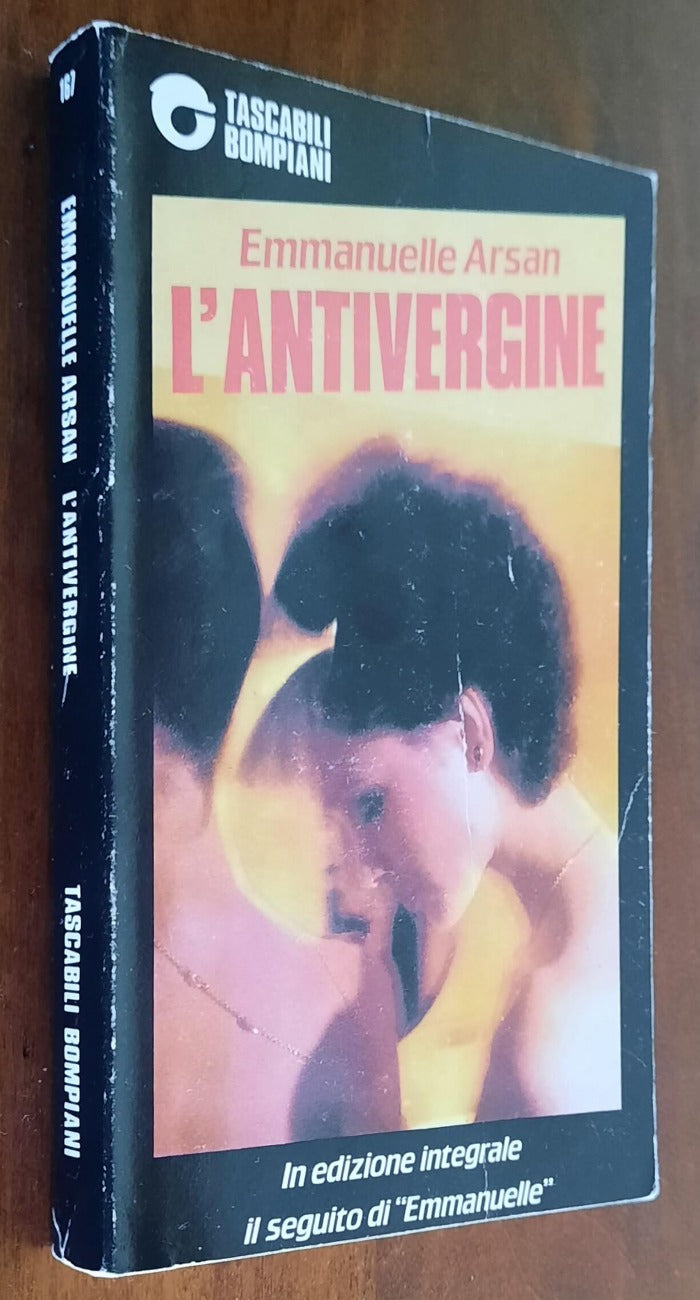 TASCABILI
BOMPIANI
Emmanuelle Arsan
L'ANTIVERGINE
In edizione integrale
il seguito di "Emmanuelle"
167
EMMANUELLE ARSAN L'ANTIVERGINE
TASCABILI BOMPIANI